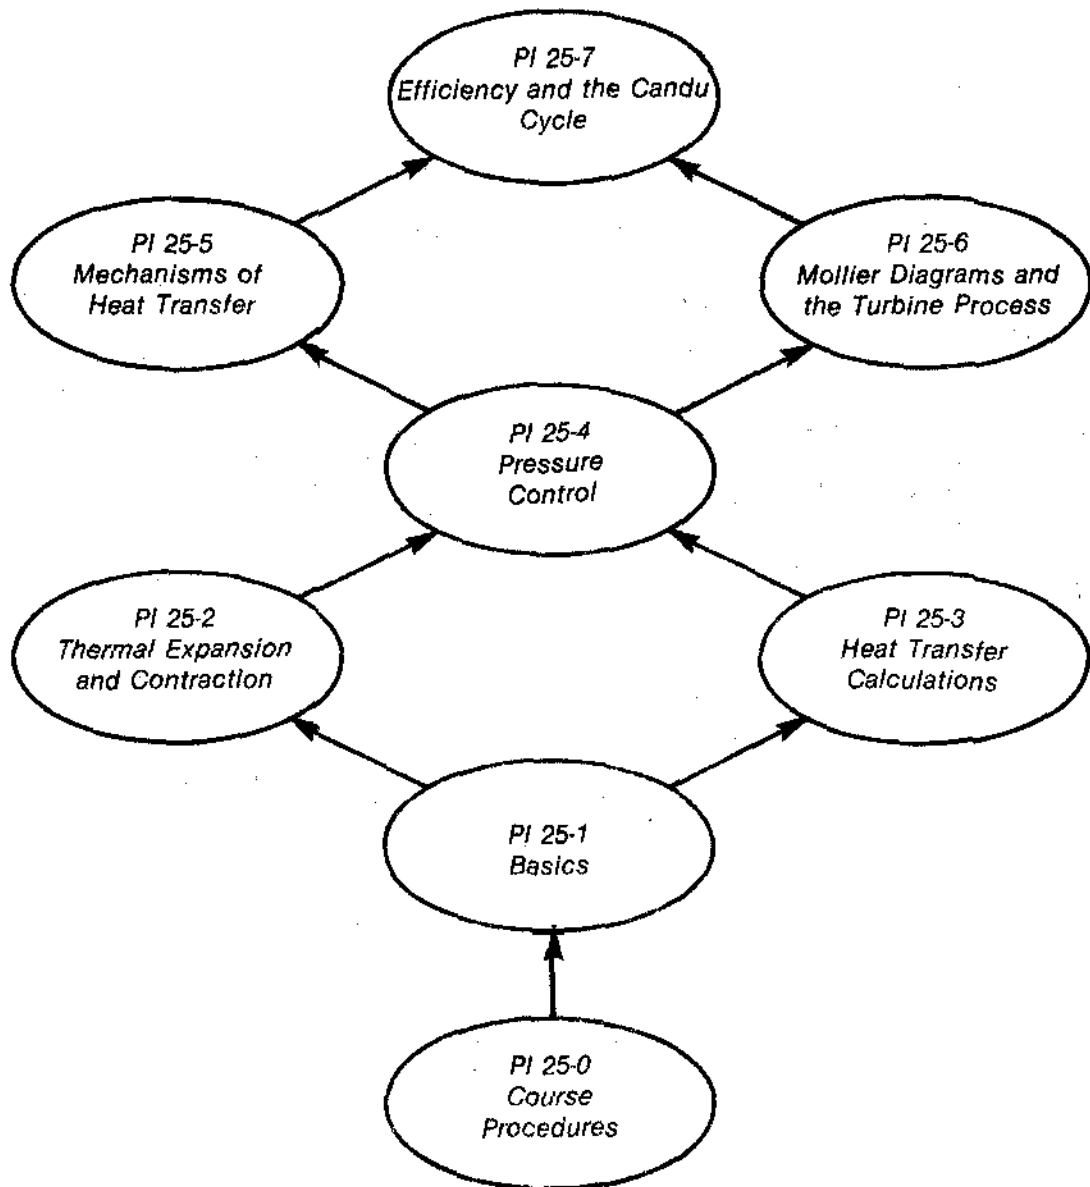 PI 25-7
Efficiency and the Candu
Cycle
PI 25-5
Mechanisms of
Heat Transfer
PI 25-6
Mollier Diagrams and
the Turbine Process
PI 25-4
Pressure
Control
PI 25-2
Thermal Expansion
and Contraction
PI 25-3
Heat Transfer
Calculations
PI 25-1
Basics
PI 25-0
Course
Procedures